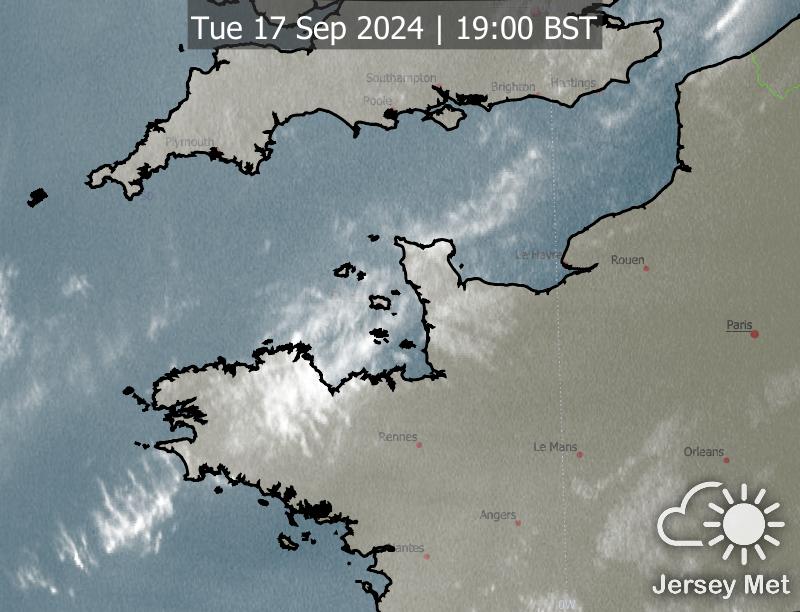 Tue 17 Sep 2024 | 19:00 BST
Southampton
Brighton
Hastings
Poole
Plymouth
Le Havre
Rouen
Paris
Rennes
Le Mans
Orleans
Angers
antes
0W
Jersey Met